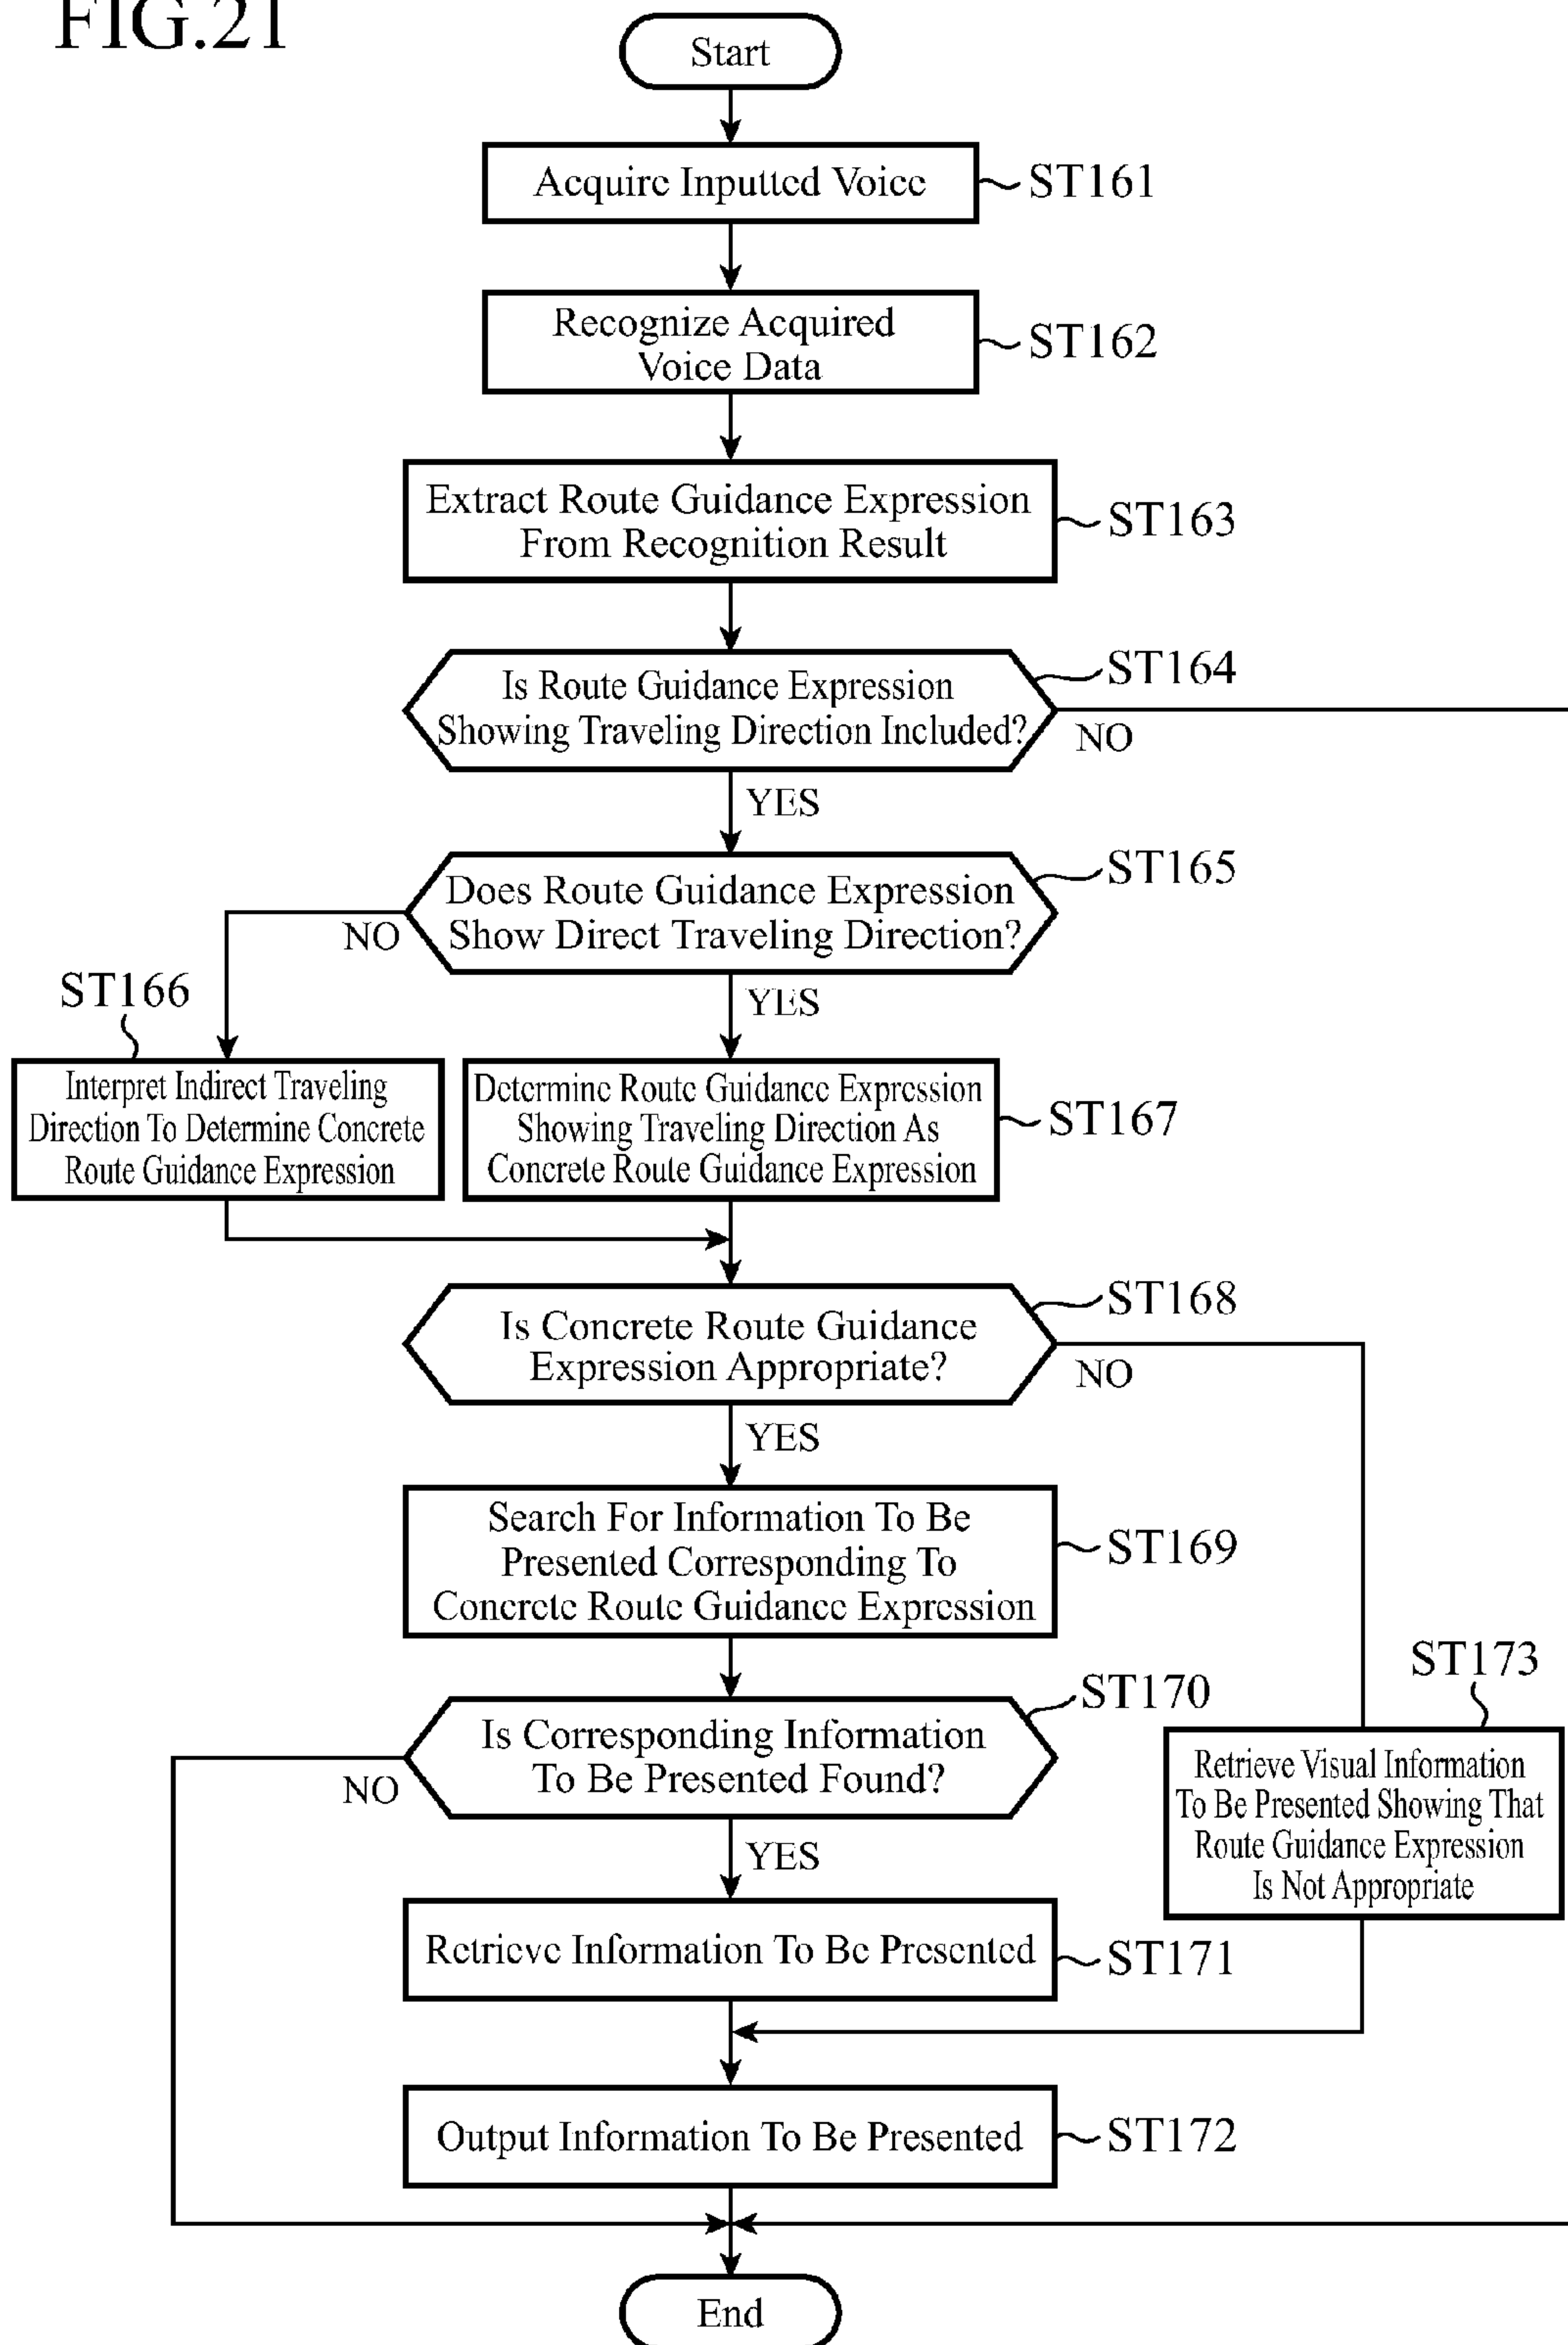 FIG.21
Start
Acquire Inputted Voice
ST161
Recognize Acquired
Voice Data
ST162
Extract Route Guidance Expression
From Recognition Result
ST163
Is Route Guidance Expression
Showing Traveling Direction Included?
ST164
NO
YES
Does Route Guidance Expression
Show Direct Traveling Direction?
ST165
NO
YES
ST166
Interpret Indirect Traveling
Direction To Determine Concrete
Route Guidance Expression
Determine Route Guidance Expression
Showing Traveling Direction As
Concrete Route Guidance Expression
ST167
Is Concrete Route Guidance
Expression Appropriate?
ST168
NO
YES
Search For Information To Be
Presented Corresponding To
Concrete Route Guidance Expression
ST169
Is Corresponding Information
To Be Presented Found?
ST170
NO
YES
ST173
Retrieve Visual Information
To Be Presented Showing That
Route Guidance Expression
Is Not Appropriate
Retrieve Information To Be Presented
ST171
Output Information To Be Presented
ST172
End